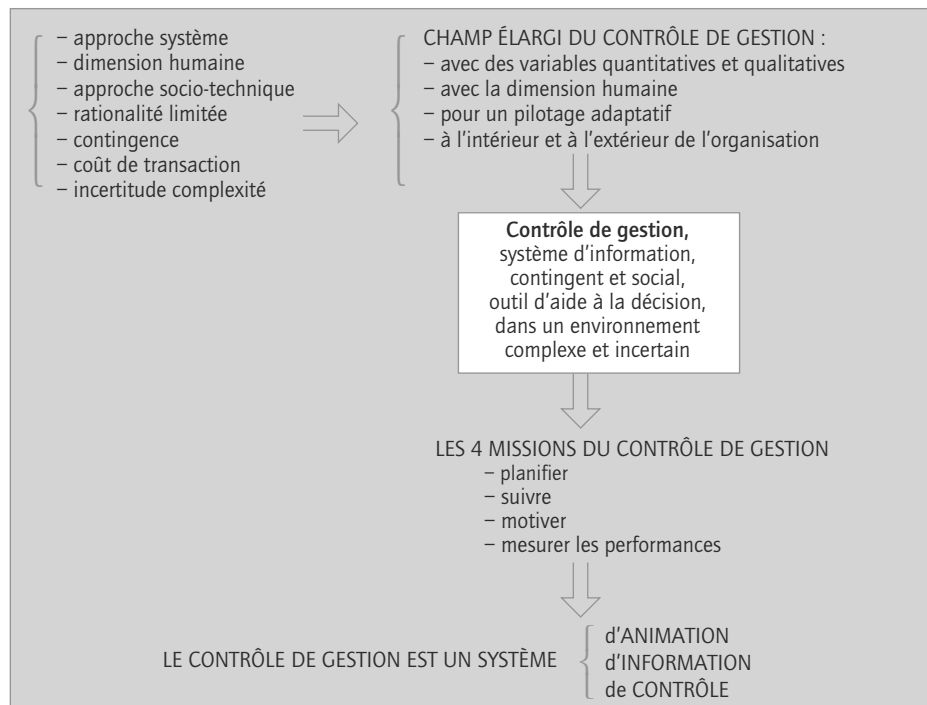 – approche système
– dimension humaine
– approche socio-technique
– rationalité limitée
– contingence
– coût de transaction
– incertitude complexité
CHAMP ÉLARGI DU CONTRÔLE DE GESTION :
– avec des variables quantitatives et qualitatives
– avec la dimension humaine
– pour un pilotage adaptatif
– à l'intérieur et à l'extérieur de l'organisation
Contrôle de gestion,
système d'information,
contingent et social,
outil d'aide à la décision,
dans un environnement
complexe et incertain
LES 4 MISSIONS DU CONTRÔLE DE GESTION
– planifier
– suivre
– motiver
– mesurer les performances
LE CONTRÔLE DE GESTION EST UN SYSTÈME
d'ANIMATION
d'INFORMATION
de CONTRÔLE